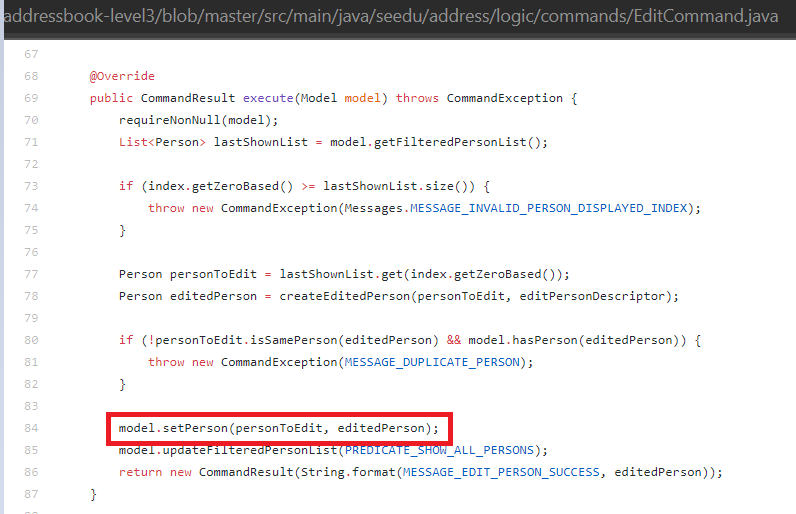 addressbook-level3/blob/master/src/main/java/seedu/address/logic/commands/EditCommand.java
67
68 @Override
69 public CommandResult execute(Model model) throws CommandException {
70 requireNonNull(model);
71 List<Person> lastShownList = model.getFilteredPersonList();
72
73 if (index.getZeroBased() >= lastShownList.size()) {
74 throw new CommandException(Messages.MESSAGE_INVALID_PERSON_DISPLAYED_INDEX);
75 }
76
77 Person personToEdit = lastShownList.get(index.getZeroBased());
78 Person editedPerson = createEditedPerson(personToEdit, editPersonDescriptor);
79
80 if (!personToEdit.isSamePerson(editedPerson) && model.hasPerson(editedPerson)) {
81 throw new CommandException(MESSAGE_DUPLICATE_PERSON);
82 }
83
84 model.setPerson(personToEdit, editedPerson);
85 model.updateFilteredPersonList(PREDICATE_SHOW_ALL_PERSONS);
86 return new CommandResult(String.format(MESSAGE_EDIT_PERSON_SUCCESS, editedPerson));
87 }